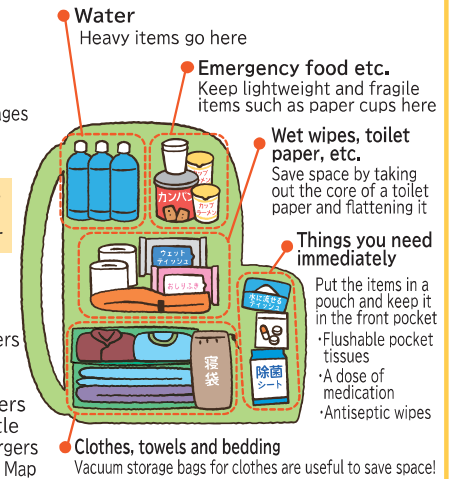 Water
Heavy items go here
Emergency food etc.
Keep lightweight and fragile
items such as paper cups here
Wet wipes, toilet
paper, etc.
Save space by taking
out the core of a toilet
paper and flattening it
Things you need
immediately
Put the items in a
pouch and keep it
in the front pocket
・Flushable pocket
tissues
・A dose of
medication
・Antiseptic wipes
カンパン
カップ
ラーメン
ウェット
ティッシュ
おしりふき
水に流せる
ティッシュ
除菌
シート
寝袋
Clothes, towels and bedding
Vacuum storage bags for clothes are useful to save space!
Map